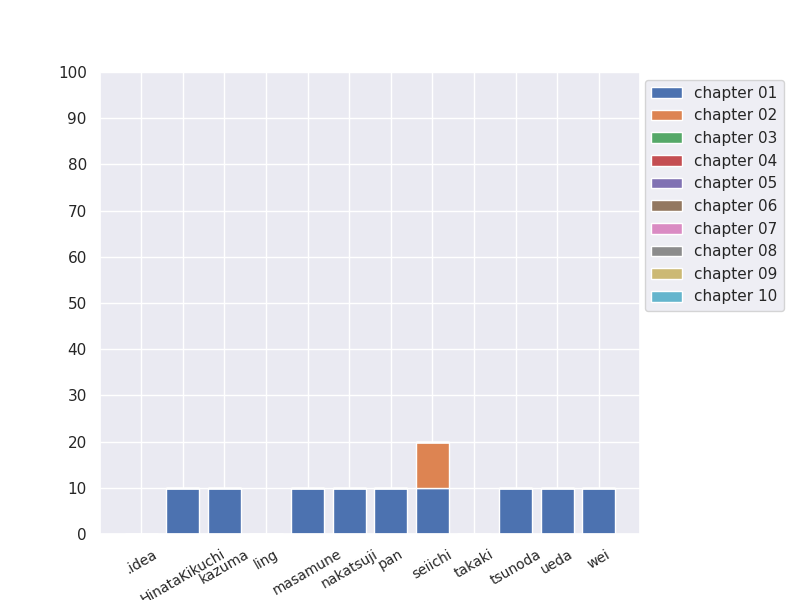 100
90
80
70
60
50
40
30
20
10
0
.idea
HinataKikuchi
kazuma
ling
masamune
nakatsuji
pan
seiichi
takaki
tsunoda
ueda
wei
chapter 01
chapter 02
chapter 03
chapter 04
chapter 05
chapter 06
chapter 07
chapter 08
chapter 09
chapter 10